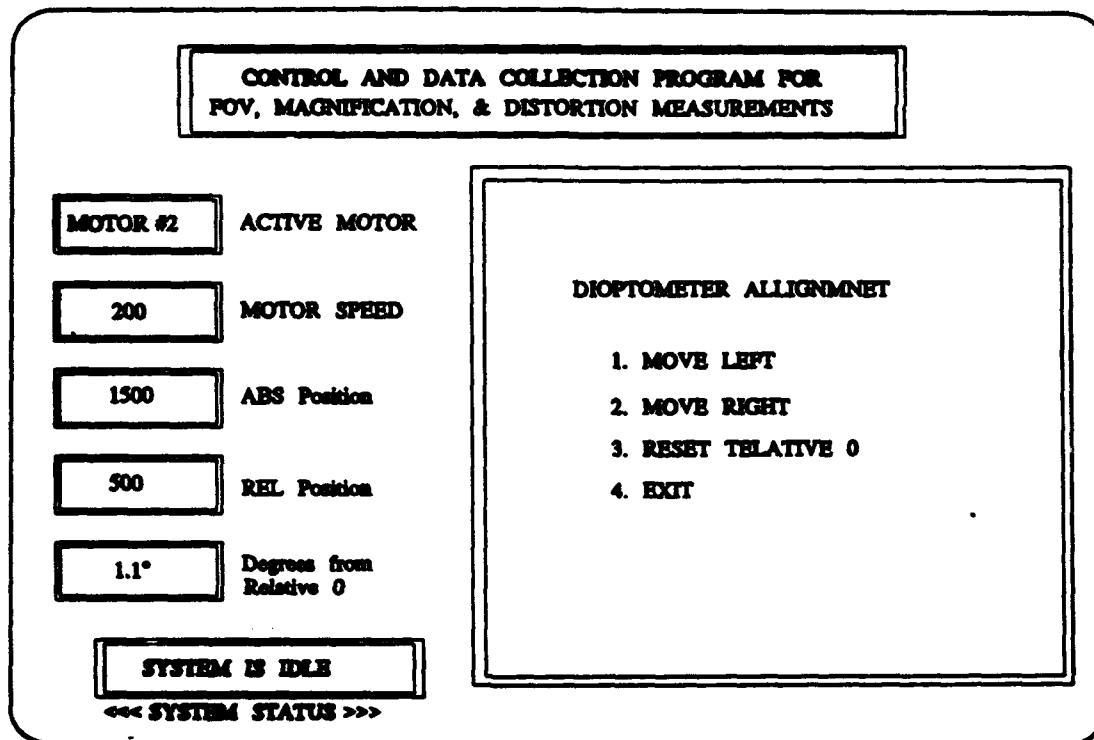 CONTROL AND DATA COLLECTION PROGRAM FOR
FOV, MAGNIFICATION, & DISTORTION MEASUREMENTS
MOTOR #2 ACTIVE MOTOR
200 MOTOR SPEED
1500 ABS Position
500 REL Position
1.1° Degrees from
Relative 0
SYSTEM IS IDLE
<<< SYSTEM STATUS >>>
DIOPTOMETER ALLIGNMNET
1. MOVE LEFT
2. MOVE RIGHT
3. RESET TELATIVE 0
4. EXIT